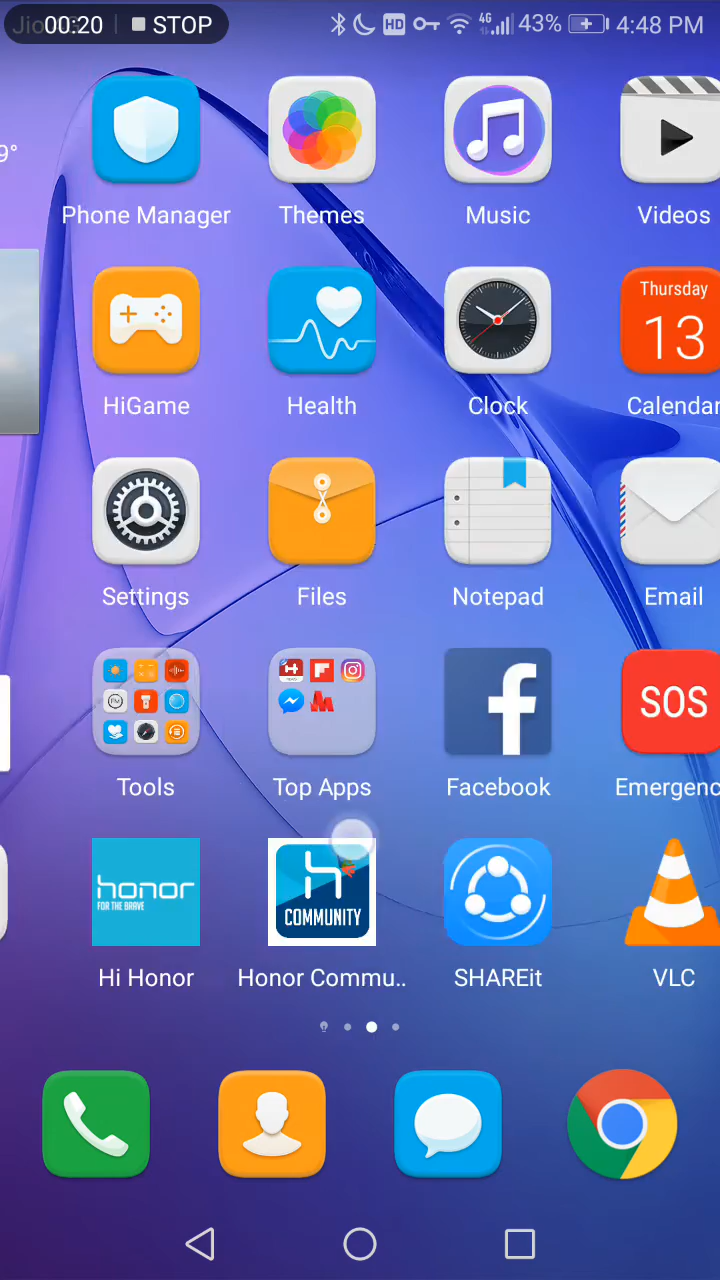 Jio 00:20 STOP HD 4G 43% 4:48 PM
9°
Phone Manager Themes Music Videos
Thursday
13
HiGame Health Clock Calendar
Settings Files Notepad Email
SOS
Tools Top Apps Facebook Emergenc
honor
FOR THE BRAVE
h
COMMUNITY
Hi Honor Honor Commu.. SHAREit VLC